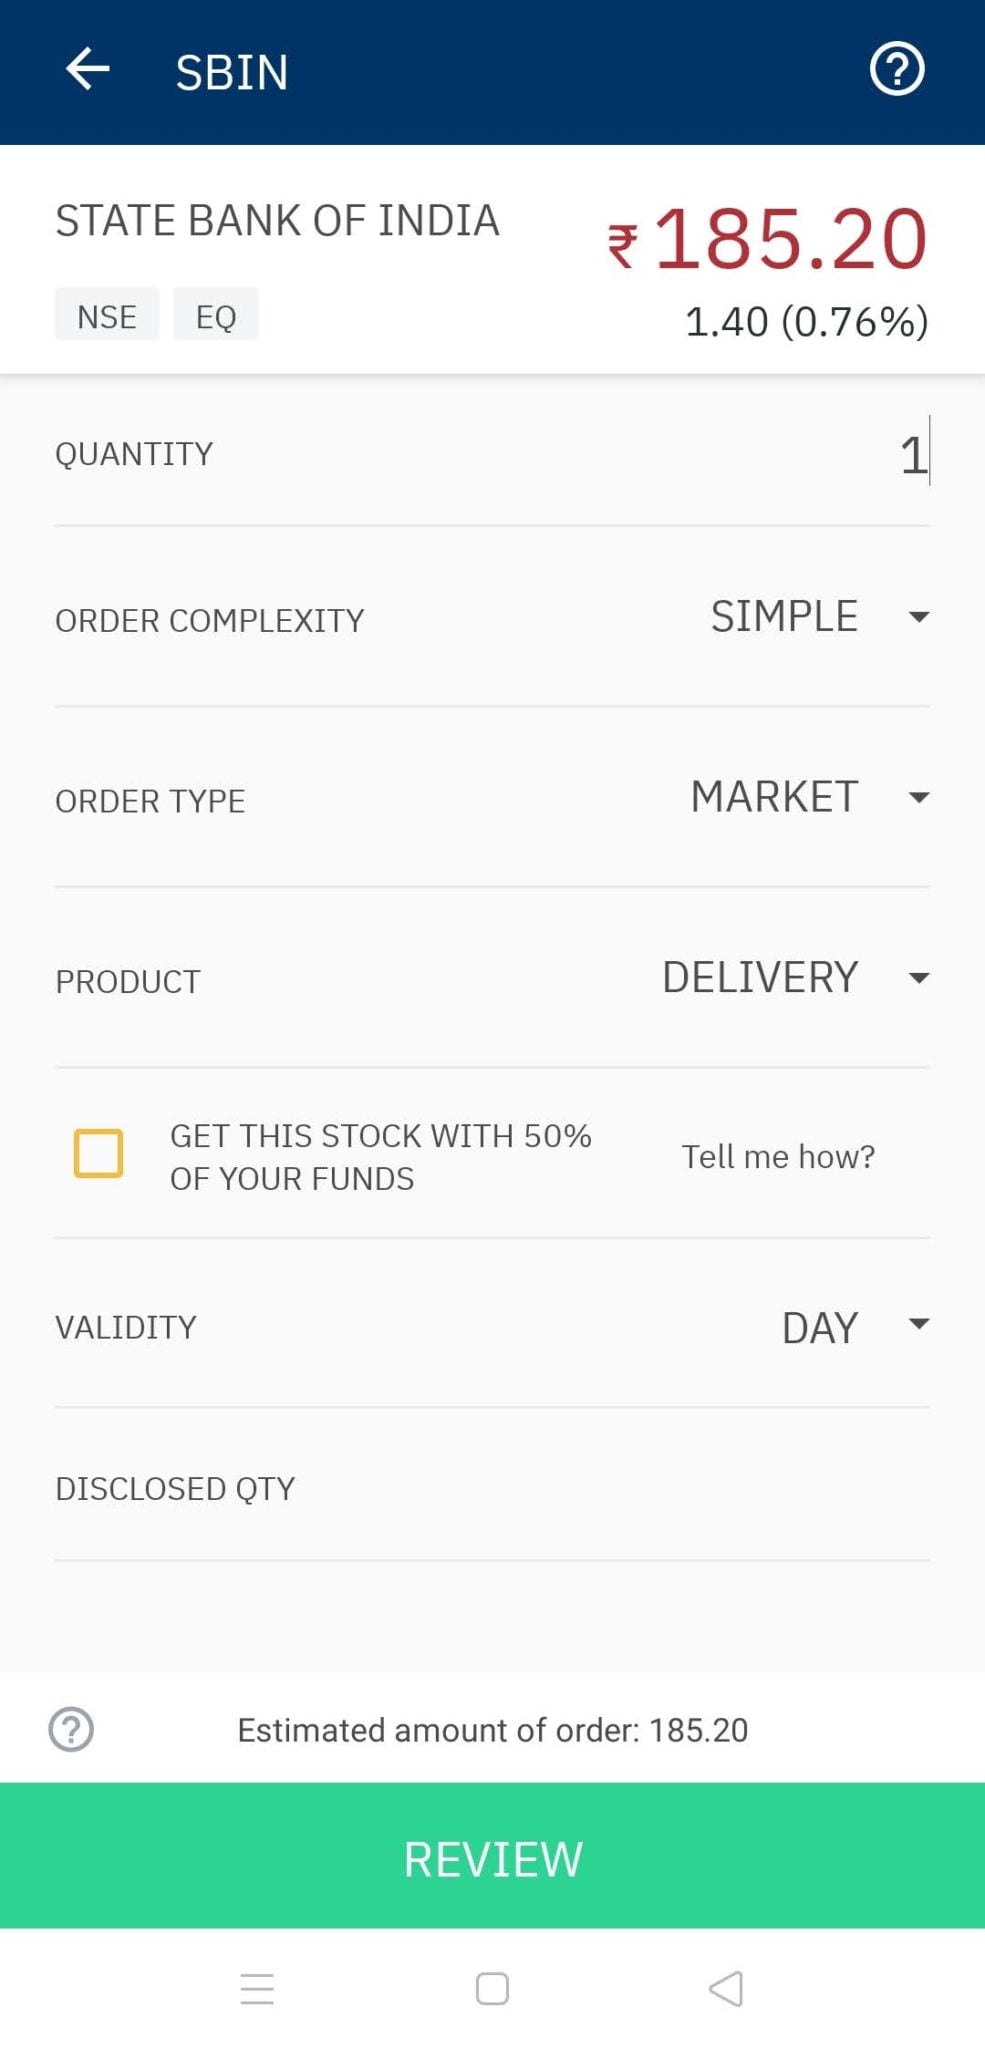 SBIN
STATE BANK OF INDIA
₹185.20
NSE EQ
1.40 (0.76%)
QUANTITY 1
ORDER COMPLEXITY SIMPLE
ORDER TYPE MARKET
PRODUCT DELIVERY
GET THIS STOCK WITH 50%
OF YOUR FUNDS
Tell me how?
VALIDITY DAY
DISCLOSED QTY
Estimated amount of order: 185.20
REVIEW